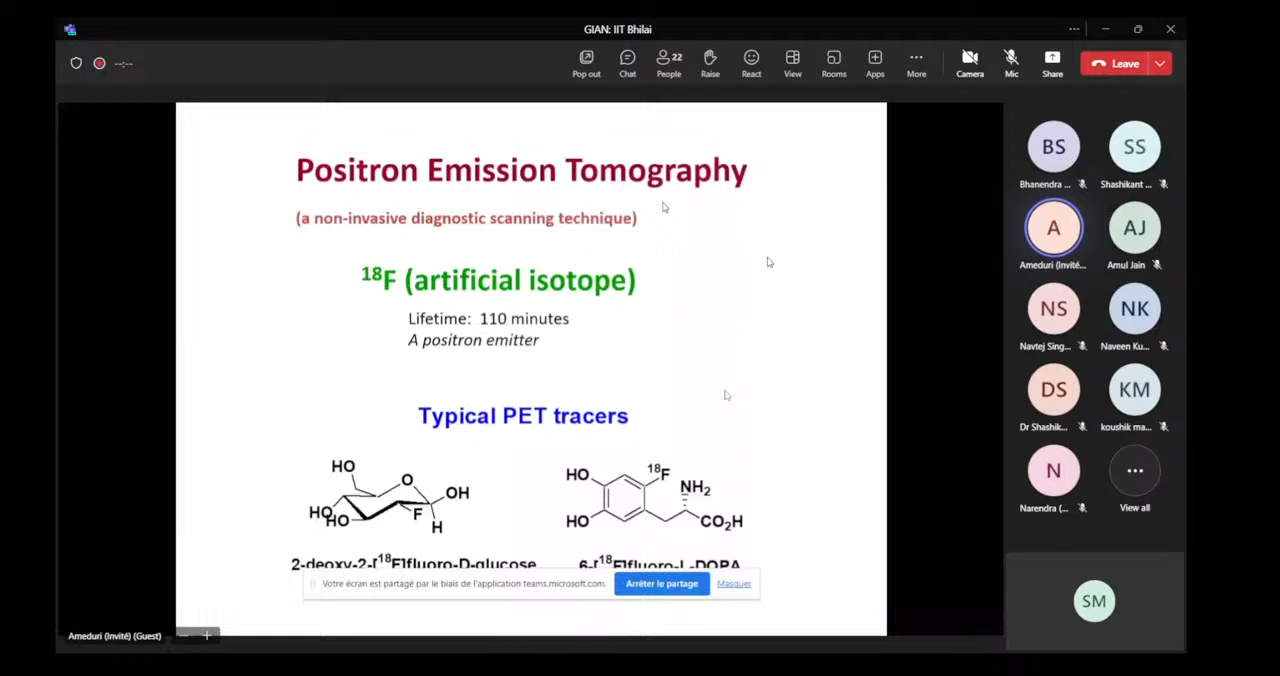 GIAN: IIT Bhilai
--:--
Pop out
Chat
22
People
Raise
React
View
Rooms
Apps
More
Camera
Mic
Share
Leave
Positron Emission Tomography
(a non-invasive diagnostic scanning technique)
18F (artificial isotope)
Lifetime: 110 minutes
A positron emitter
Typical PET tracers
HO
O
OH
HO
HO
F
H
HO
18F
NH2
HO
CO2H
2-deoxy-2-[18F]fluoro-D-glucose
6-[18F]fluoro-L-DOPA
Votre écran est partagé par le biais de l'application teams.microsoft.com.
Arrêter le partage
Masquer
Ameduri (Invité) (Guest)
BS
Bhanendra ...
SS
Shashikant ...
A
Ameduri (Invité...
AJ
Amul Jain
NS
Navtej Sing...
NK
Naveen Ku...
DS
Dr Shashik...
KM
koushik ma...
N
Narendra (...
View all
SM